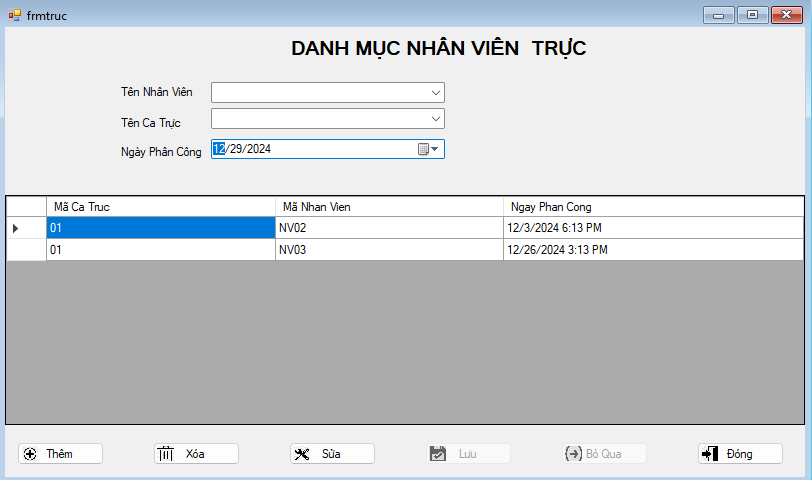 frmtruc
DANH MỤC NHÂN VIÊN TRỰC
Tên Nhân Viên
Tên Ca Trực
Ngày Phân Công 12/29/2024
Mã Ca Truc Mã Nhan Vien Ngay Phan Cong
01 NV02 12/3/2024 6:13 PM
01 NV03 12/26/2024 3:13 PM
Thêm Xóa Sửa Lưu Bỏ Qua Đóng